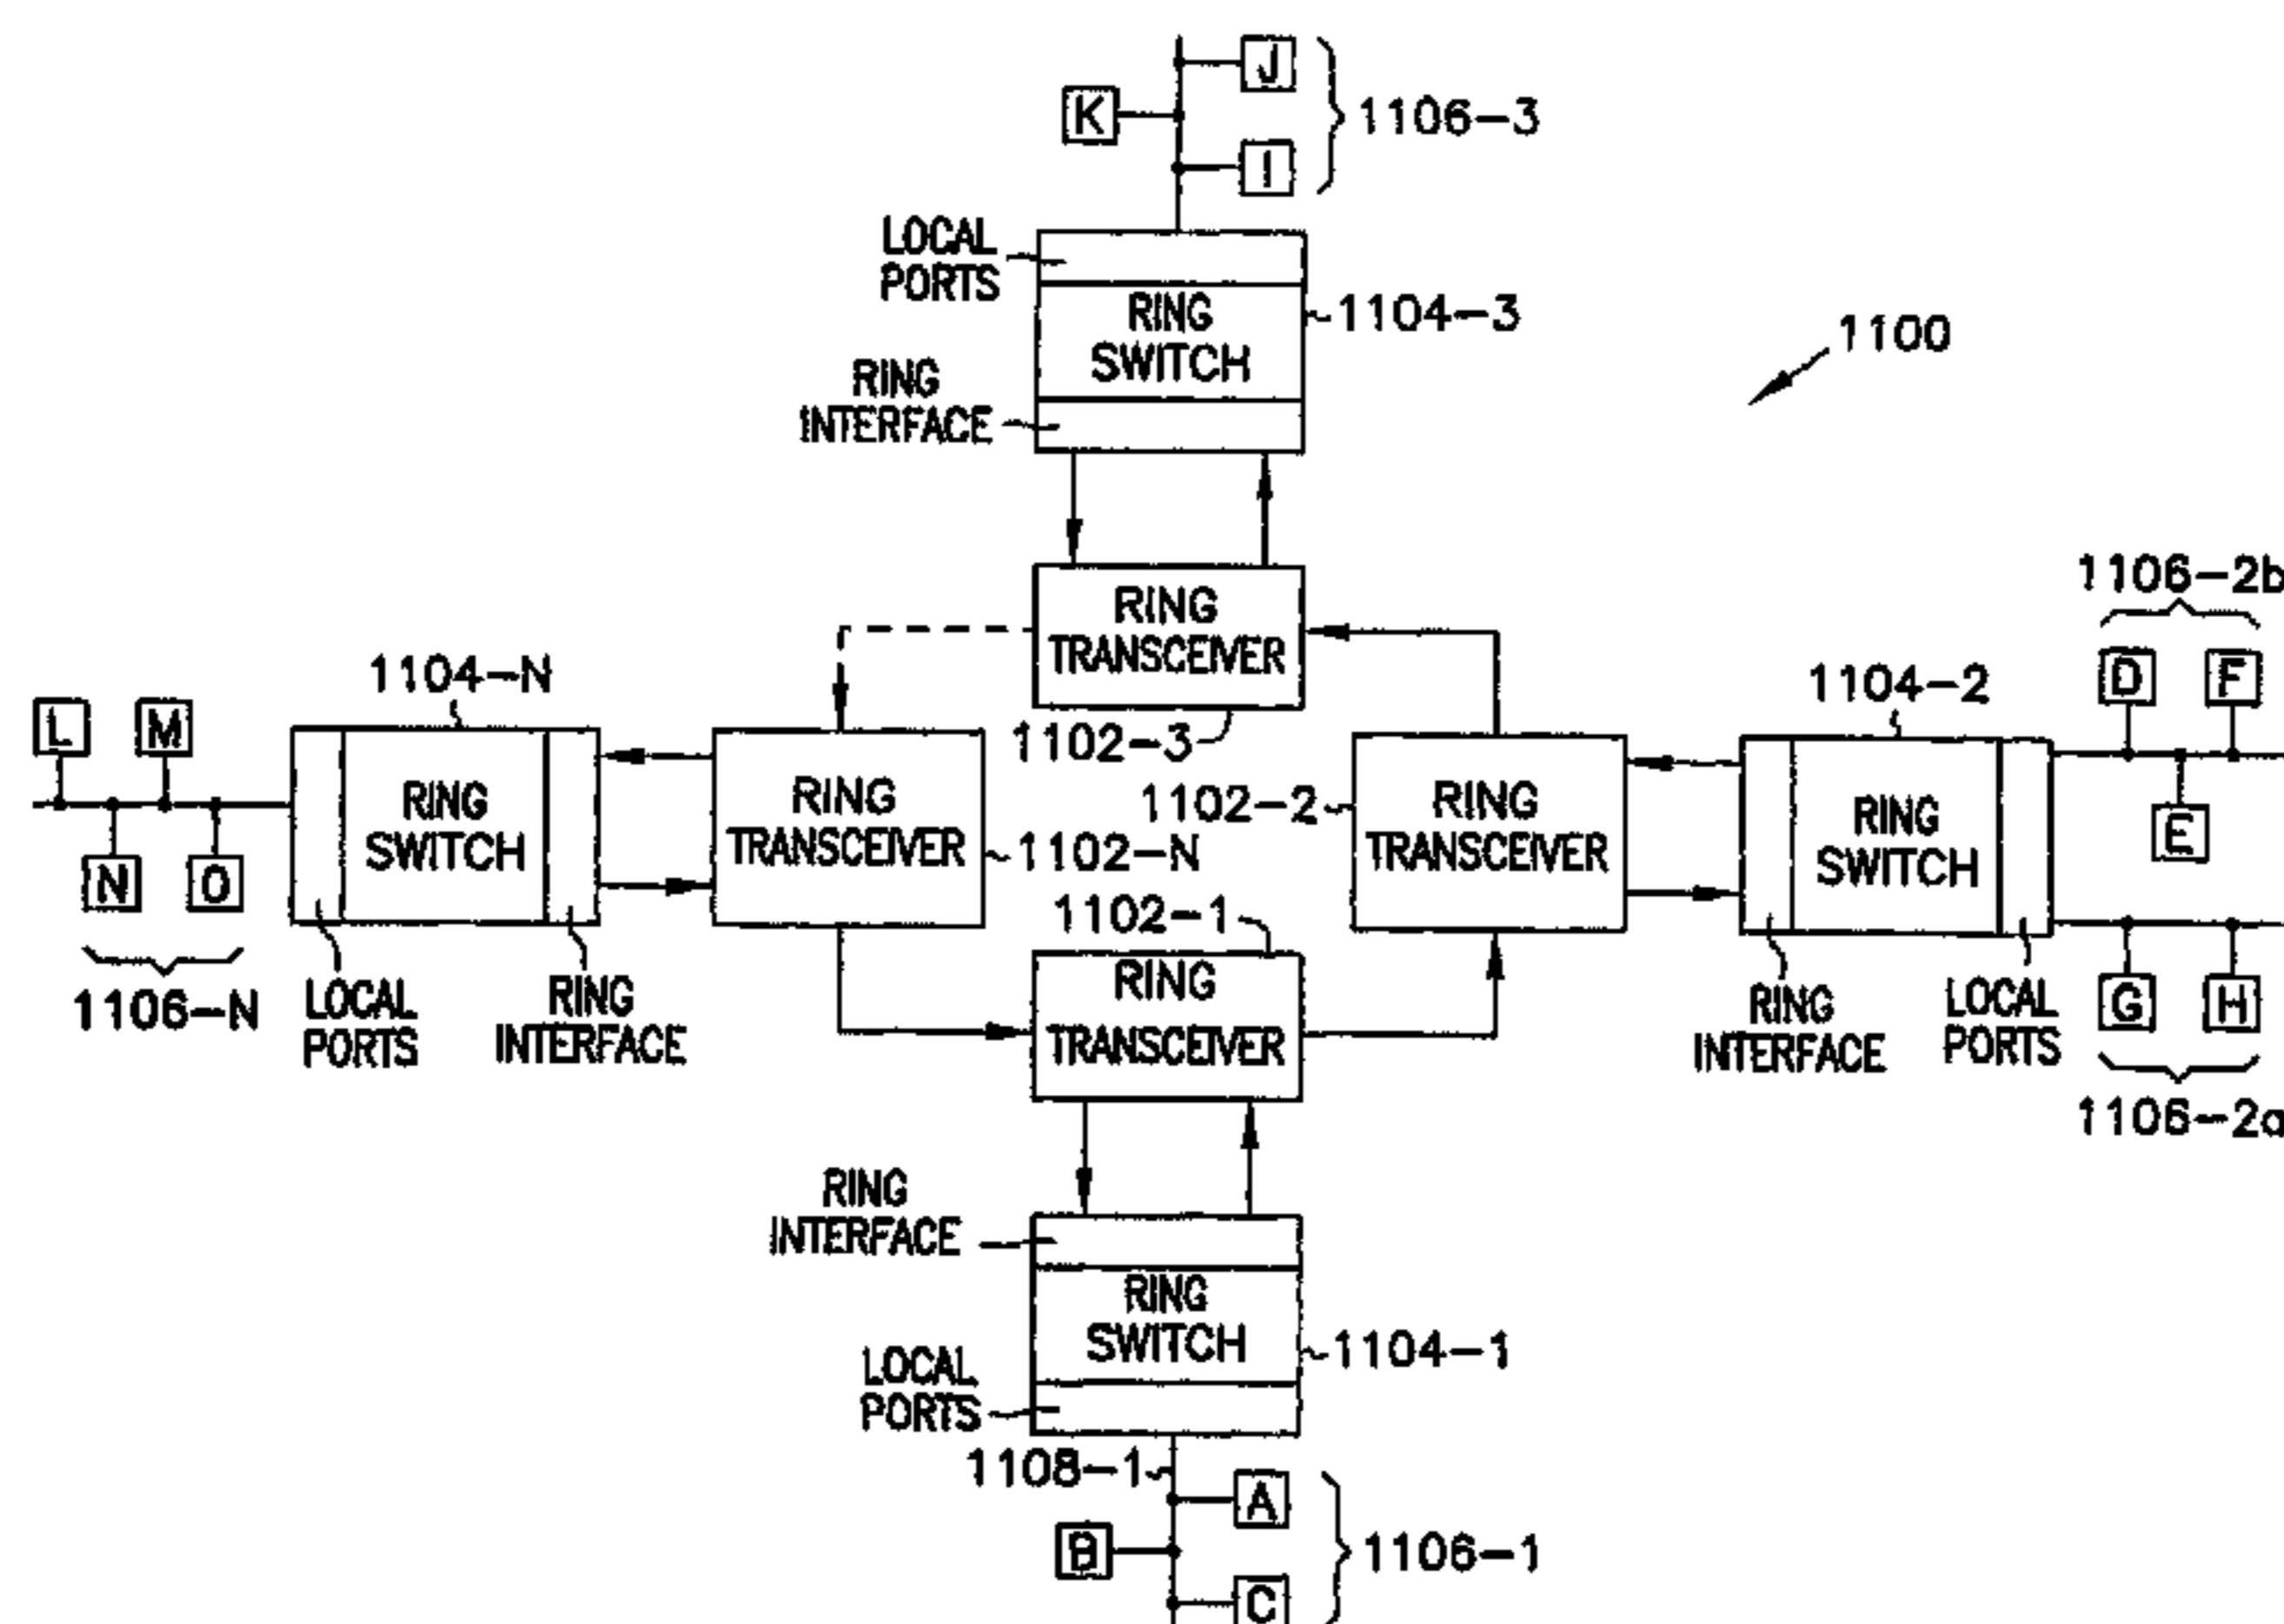 J
K
1106-3
I
LOCAL
PORTS
RING
SWITCH
1104-3
1100
RING
INTERFACE
1106-2b
RING
TRANSCEIVER
1104-N
1102-3
1104-2
D
F
L
M
RING
SWITCH
RING
TRANSCEIVER
1102-N
1102-2
RING
TRANSCEIVER
RING
SWITCH
E
N
O
1102-1
1106-N
LOCAL
PORTS
RING
INTERFACE
RING
TRANSCEIVER
RING
INTERFACE
LOCAL
PORTS
G
H
1106-2a
RING
INTERFACE
RING
SWITCH
1104-1
LOCAL
PORTS
1108-1
A
B
1106-1
C